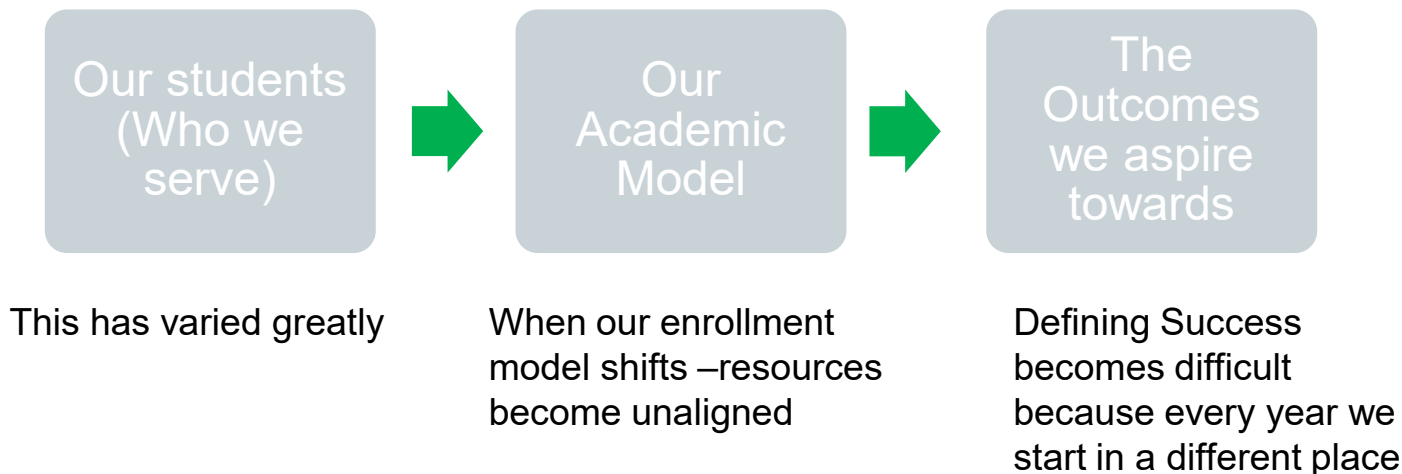 Our students
(Who we
serve)
Our
Academic
Model
The
Outcomes
we aspire
towards
This has varied greatly
When our enrollment
model shifts –resources
become unaligned
Defining Success
becomes difficult
because every year we
start in a different place